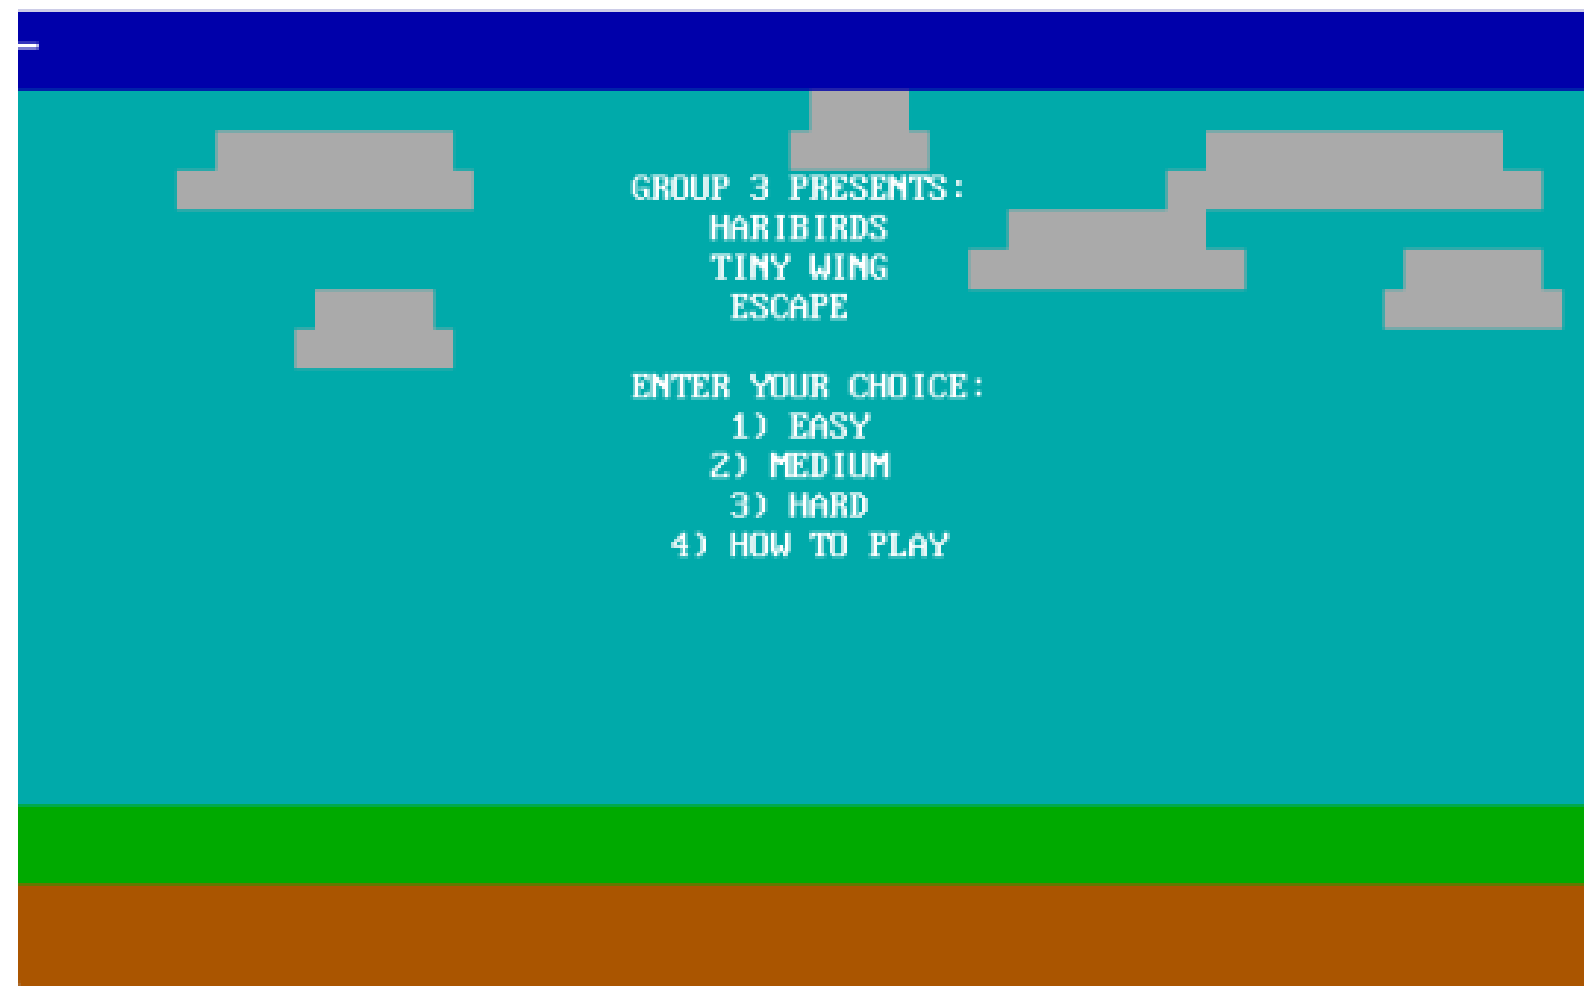 GROUP 3 PRESENTS:
HARIBIRDS
TINY WING
ESCAPE
ENTER YOUR CHOICE:
1) EASY
2) MEDIUM
3) HARD
4) HOW TO PLAY